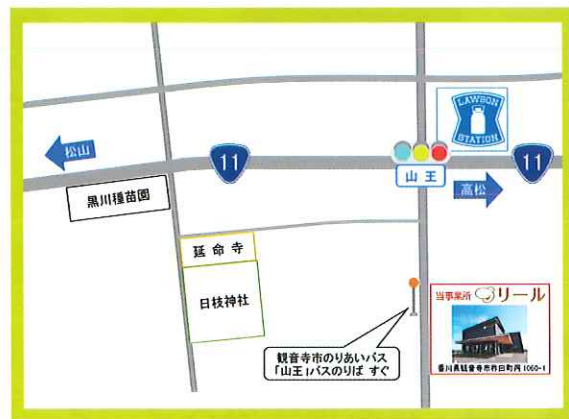 LAWSON
STATION
松山
11
11
山王
高松
黒川種苗園
延命寺
日枝神社
当事業所 リール
観音寺市のりあいバス
「山王」バスのりば すぐ
香川県観音寺市柞田町丙1060-1